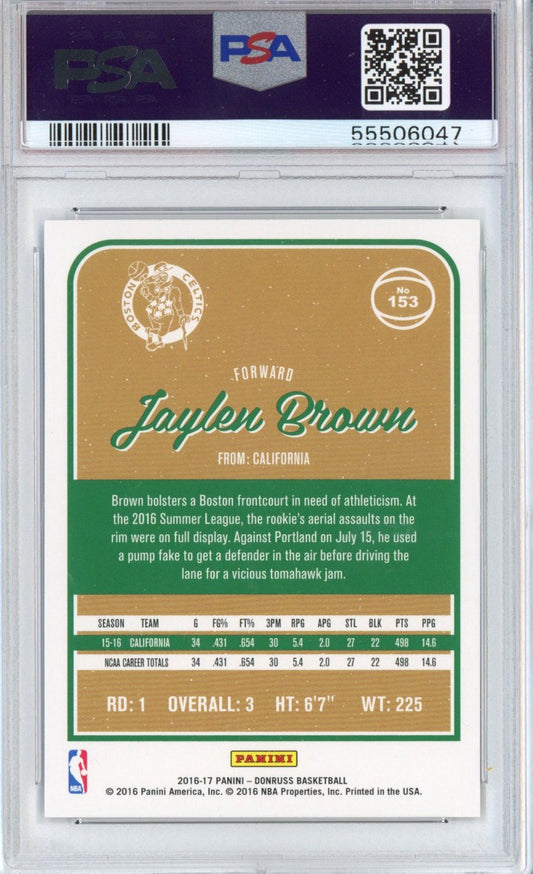 PSA
PSA
55506047
BOSTON CELTICS
No
153
FORWARD
Jaylen Brown
FROM: CALIFORNIA
Brown bolsters a Boston frontcourt in need of athleticism. At
the 2016 Summer League, the rookie's aerial assaults on the
rim were on full display. Against Portland on July 15, he used
a pump fake to get a defender in the air before driving the
lane for a vicious tomahawk jam.
SEASON TEAM G FG% FT% 3PM RPG APG STL BLK PTS PPG
15-16 CALIFORNIA 34 .431 .654 30 5.4 2.0 27 22 498 14.6
NCAA CAREER TOTALS 34 .431 .654 30 5.4 2.0 27 22 498 14.6
RD: 1 OVERALL: 3 HT: 6'7" WT: 225
PANINI
NBA
2016-17 PANINI – DONRUSS BASKETBALL
© 2016 Panini America, Inc. © 2016 NBA Properties, Inc. Printed in the USA.